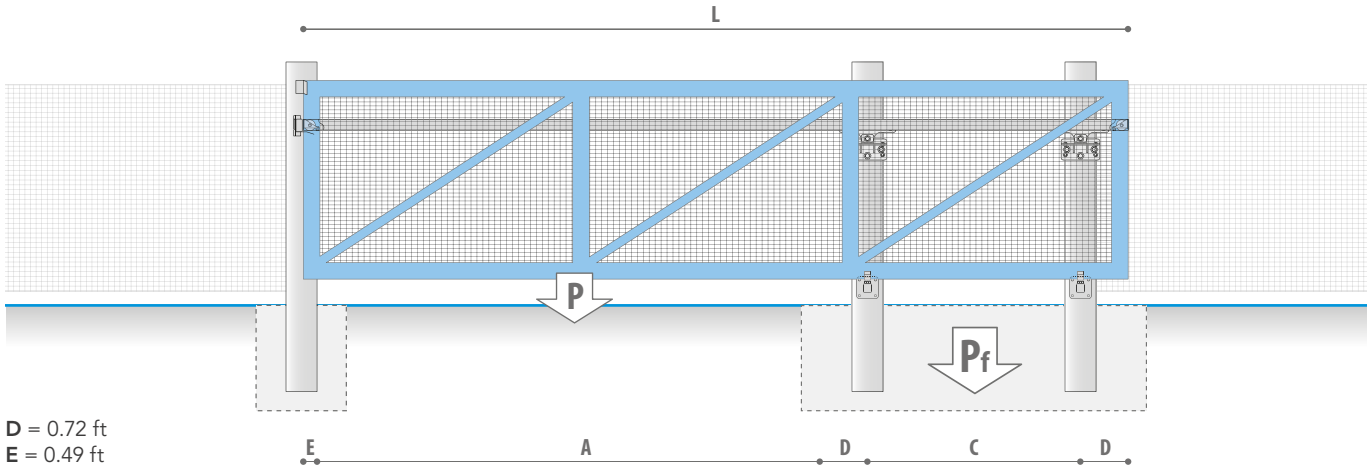 L
P
Pf
D = 0.72 ft
E = 0.49 ft
E A D C D